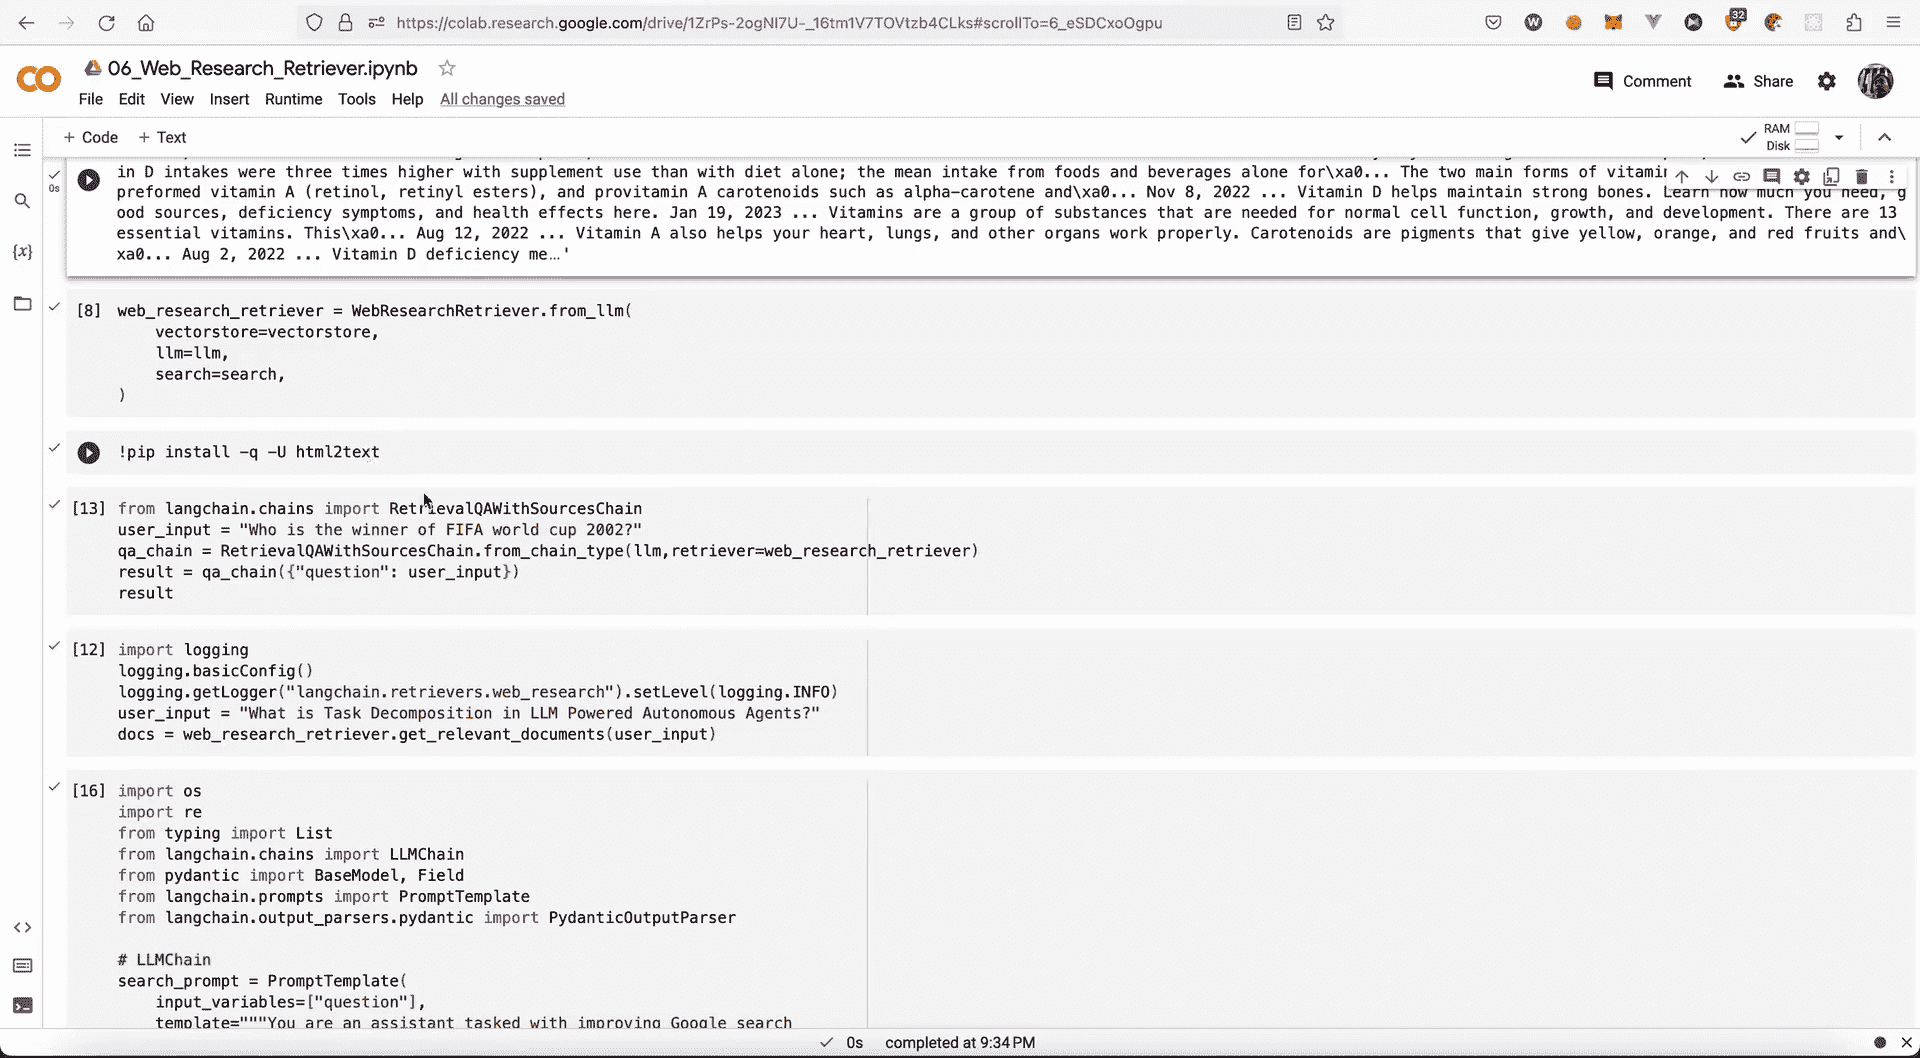 https://colab.research.google.com/drive/1ZrPs-2ogNI7U-_16tm1V7TOVtzb4CLks#scrollTo=6_eSDCxoOgpu
32
06_Web_Research_Retriever.ipynb
Comment
Share
File Edit View Insert Runtime Tools Help All changes saved
+ Code + Text
RAM
Disk
0s
in D intakes were three times higher with supplement use than with diet alone; the mean intake from foods and beverages alone for\xa0... The two main forms of vitamin
preformed vitamin A (retinol, retinyl esters), and provitamin A carotenoids such as alpha-carotene and\xa0... Nov 8, 2022 ... Vitamin D helps maintain strong bones. Learn how much you need, g
ood sources, deficiency symptoms, and health effects here. Jan 19, 2023 ... Vitamins are a group of substances that are needed for normal cell function, growth, and development. There are 13
essential vitamins. This\xa0... Aug 12, 2022 ... Vitamin A also helps your heart, lungs, and other organs work properly. Carotenoids are pigments that give yellow, orange, and red fruits and\
xa0... Aug 2, 2022 ... Vitamin D deficiency me…'
[8] web_research_retriever = WebResearchRetriever.from_llm(
vectorstore=vectorstore,
llm=llm,
search=search,
)
!pip install -q -U html2text
[13] from langchain.chains import RetrievalQAWithSourcesChain
user_input = "Who is the winner of FIFA world cup 2002?"
qa_chain = RetrievalQAWithSourcesChain.from_chain_type(llm,retriever=web_research_retriever)
result = qa_chain({"question": user_input})
result
[12] import logging
logging.basicConfig()
logging.getLogger("langchain.retrievers.web_research").setLevel(logging.INFO)
user_input = "What is Task Decomposition in LLM Powered Autonomous Agents?"
docs = web_research_retriever.get_relevant_documents(user_input)
[16] import os
import re
from typing import List
from langchain.chains import LLMChain
from pydantic import BaseModel, Field
from langchain.prompts import PromptTemplate
from langchain.output_parsers.pydantic import PydanticOutputParser
# LLMChain
search_prompt = PromptTemplate(
input_variables=["question"],
template="""You are an assistant tasked with improving Google search
0s completed at 9:34 PM